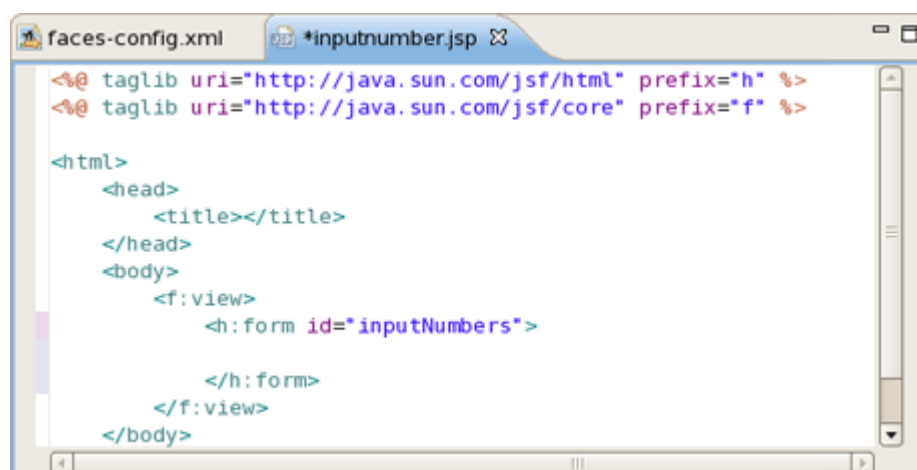 faces-config.xml
*inputnumber.jsp
<%@ taglib uri="http://java.sun.com/jsf/html" prefix="h" %>
<%@ taglib uri="http://java.sun.com/jsf/core" prefix="f" %>
<html>
<head>
<title></title>
</head>
<body>
<f:view>
<h:form id="inputNumbers">
</h:form>
</f:view>
</body>